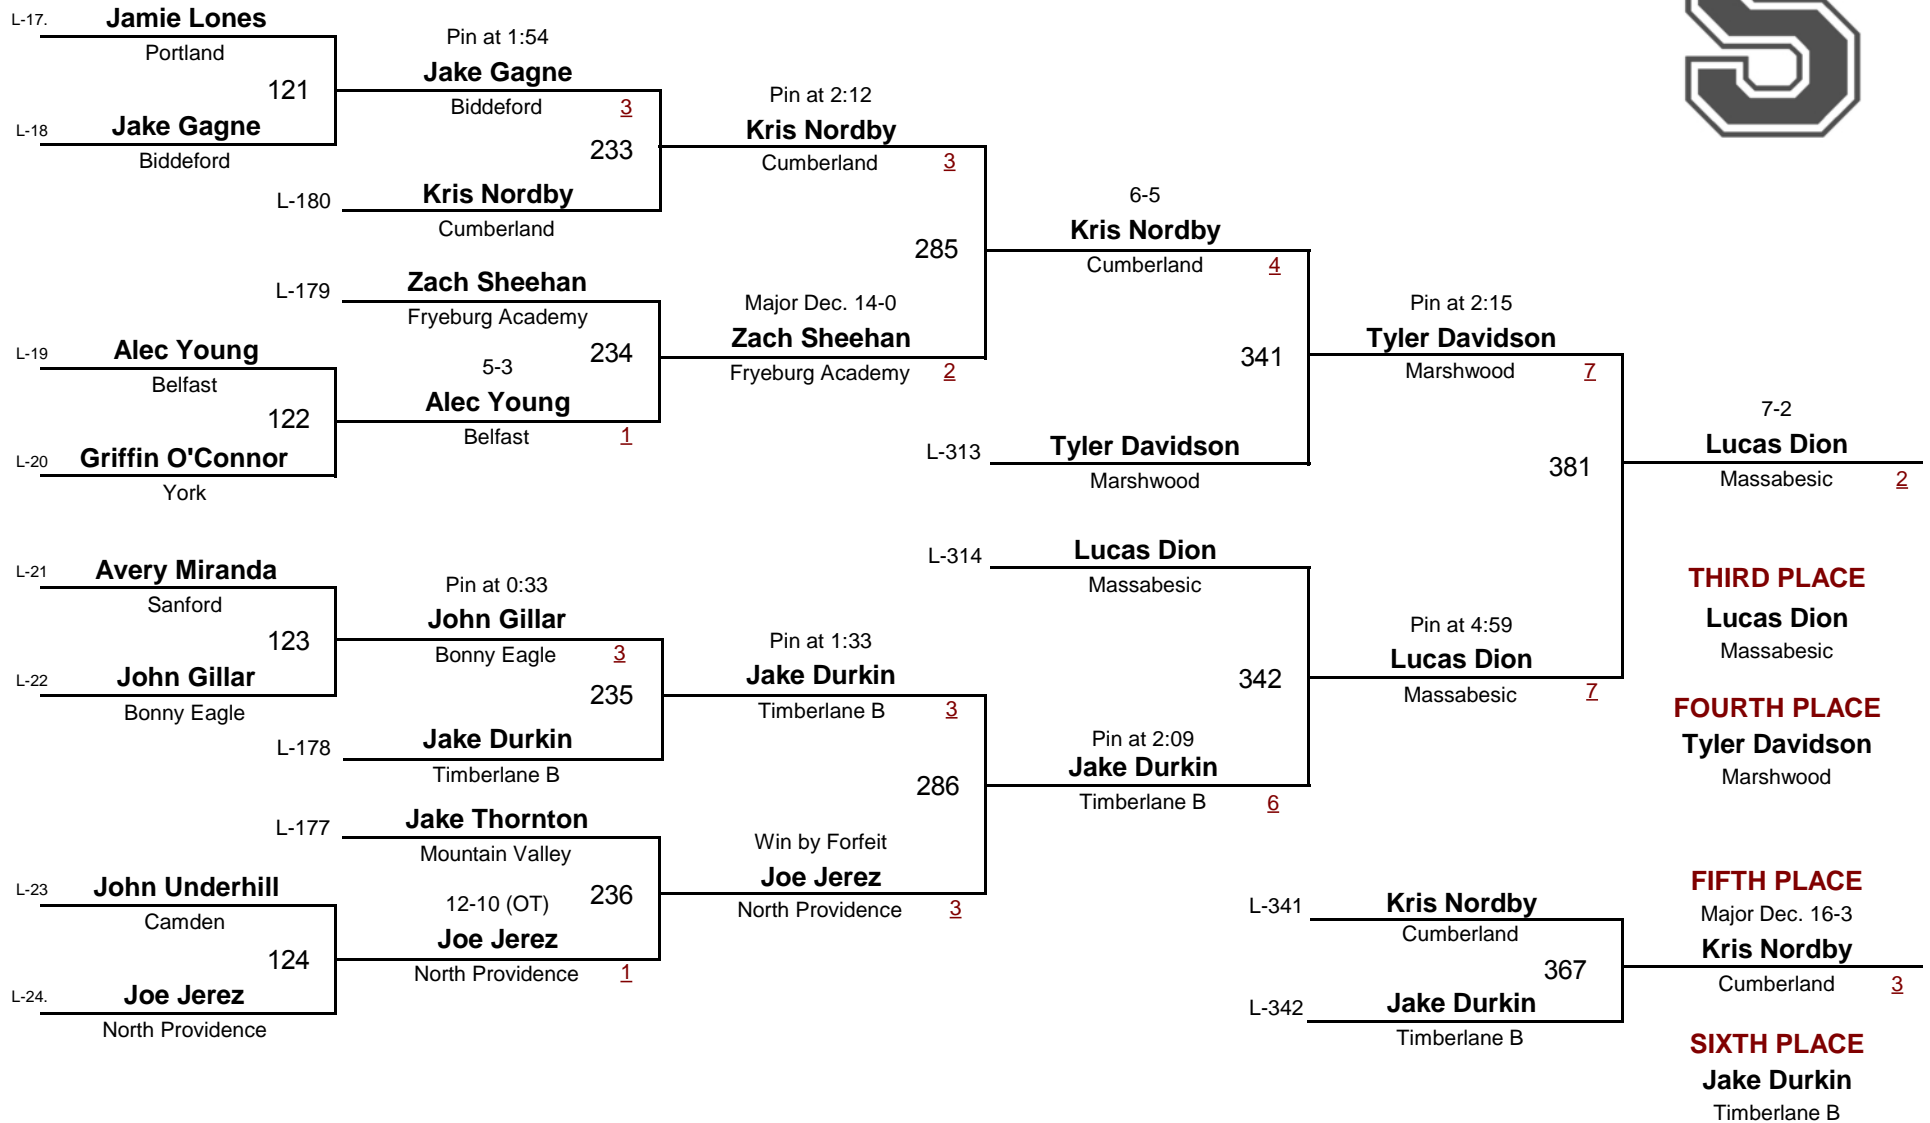 L-17. Jamie Lones
Portland
121
L-18 Jake Gagne
Biddeford
Pin at 1:54
Jake Gagne
Biddeford 3
233
L-180 Kris Nordby
Cumberland
L-179 Zach Sheehan
Fryeburg Academy
234
L-19 Alec Young
Belfast
122
L-20 Griffin O'Connor
York
5-3
Alec Young
Belfast 1
Pin at 2:12
Kris Nordby
Cumberland 3
285
Major Dec. 14-0
Zach Sheehan
Fryeburg Academy 2
6-5
Kris Nordby
Cumberland 4
341
L-313 Tyler Davidson
Marshwood
Pin at 2:15
Tyler Davidson
Marshwood 7
381
7-2
Lucas Dion
Massabesic 2
L-21 Avery Miranda
Sanford
123
L-22 John Gillar
Bonny Eagle
Pin at 0:33
John Gillar
Bonny Eagle 3
235
L-178 Jake Durkin
Timberlane B
L-177 Jake Thornton
Mountain Valley
236
L-23 John Underhill
Camden
124
L-24. Joe Jerez
North Providence
12-10 (OT)
Joe Jerez
North Providence 1
Pin at 1:33
Jake Durkin
Timberlane B 3
286
Win by Forfeit
Joe Jerez
North Providence 3
L-314 Lucas Dion
Massabesic
342
Pin at 2:09
Jake Durkin
Timberlane B 6
Pin at 4:59
Lucas Dion
Massabesic 7
THIRD PLACE
Lucas Dion
Massabesic
FOURTH PLACE
Tyler Davidson
Marshwood
L-341 Kris Nordby
Cumberland
367
L-342 Jake Durkin
Timberlane B
FIFTH PLACE
Major Dec. 16-3
Kris Nordby
Cumberland 3
SIXTH PLACE
Jake Durkin
Timberlane B
S